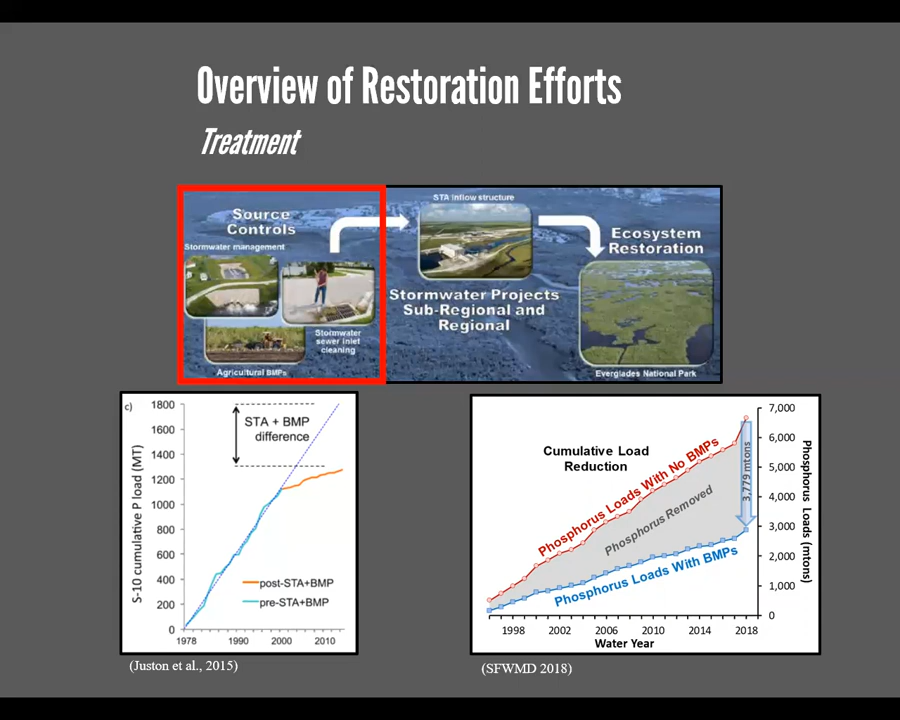 Overview of Restoration Efforts
Treatment
Source
Controls
Stormwater management
Stormwater
sewer inlet
cleaning
Agricultural BMPs
STA Inflow structure
Stormwater Projects
Sub-Regional and
Regional
Ecosystem
Restoration
Everglades National Park
c)
S-10 cumulative P load (MT)
1800
1600
1400
1200
1000
800
600
400
200
0
STA + BMP
difference
post-STA+BMP
pre-STA+BMP
1978
1990
2000
2010
(Juston et al., 2015)
Cumulative Load
Reduction
Phosphorus Loads With No BMPs
Phosphorus Removed
Phosphorus Loads With BMPs
3,779 mtons
7,000
6,000
5,000
4,000
3,000
2,000
1,000
0
Phosphorus Loads (mtons)
1998
2002
2006
2010
2014
2018
Water Year
(SFWMD 2018)